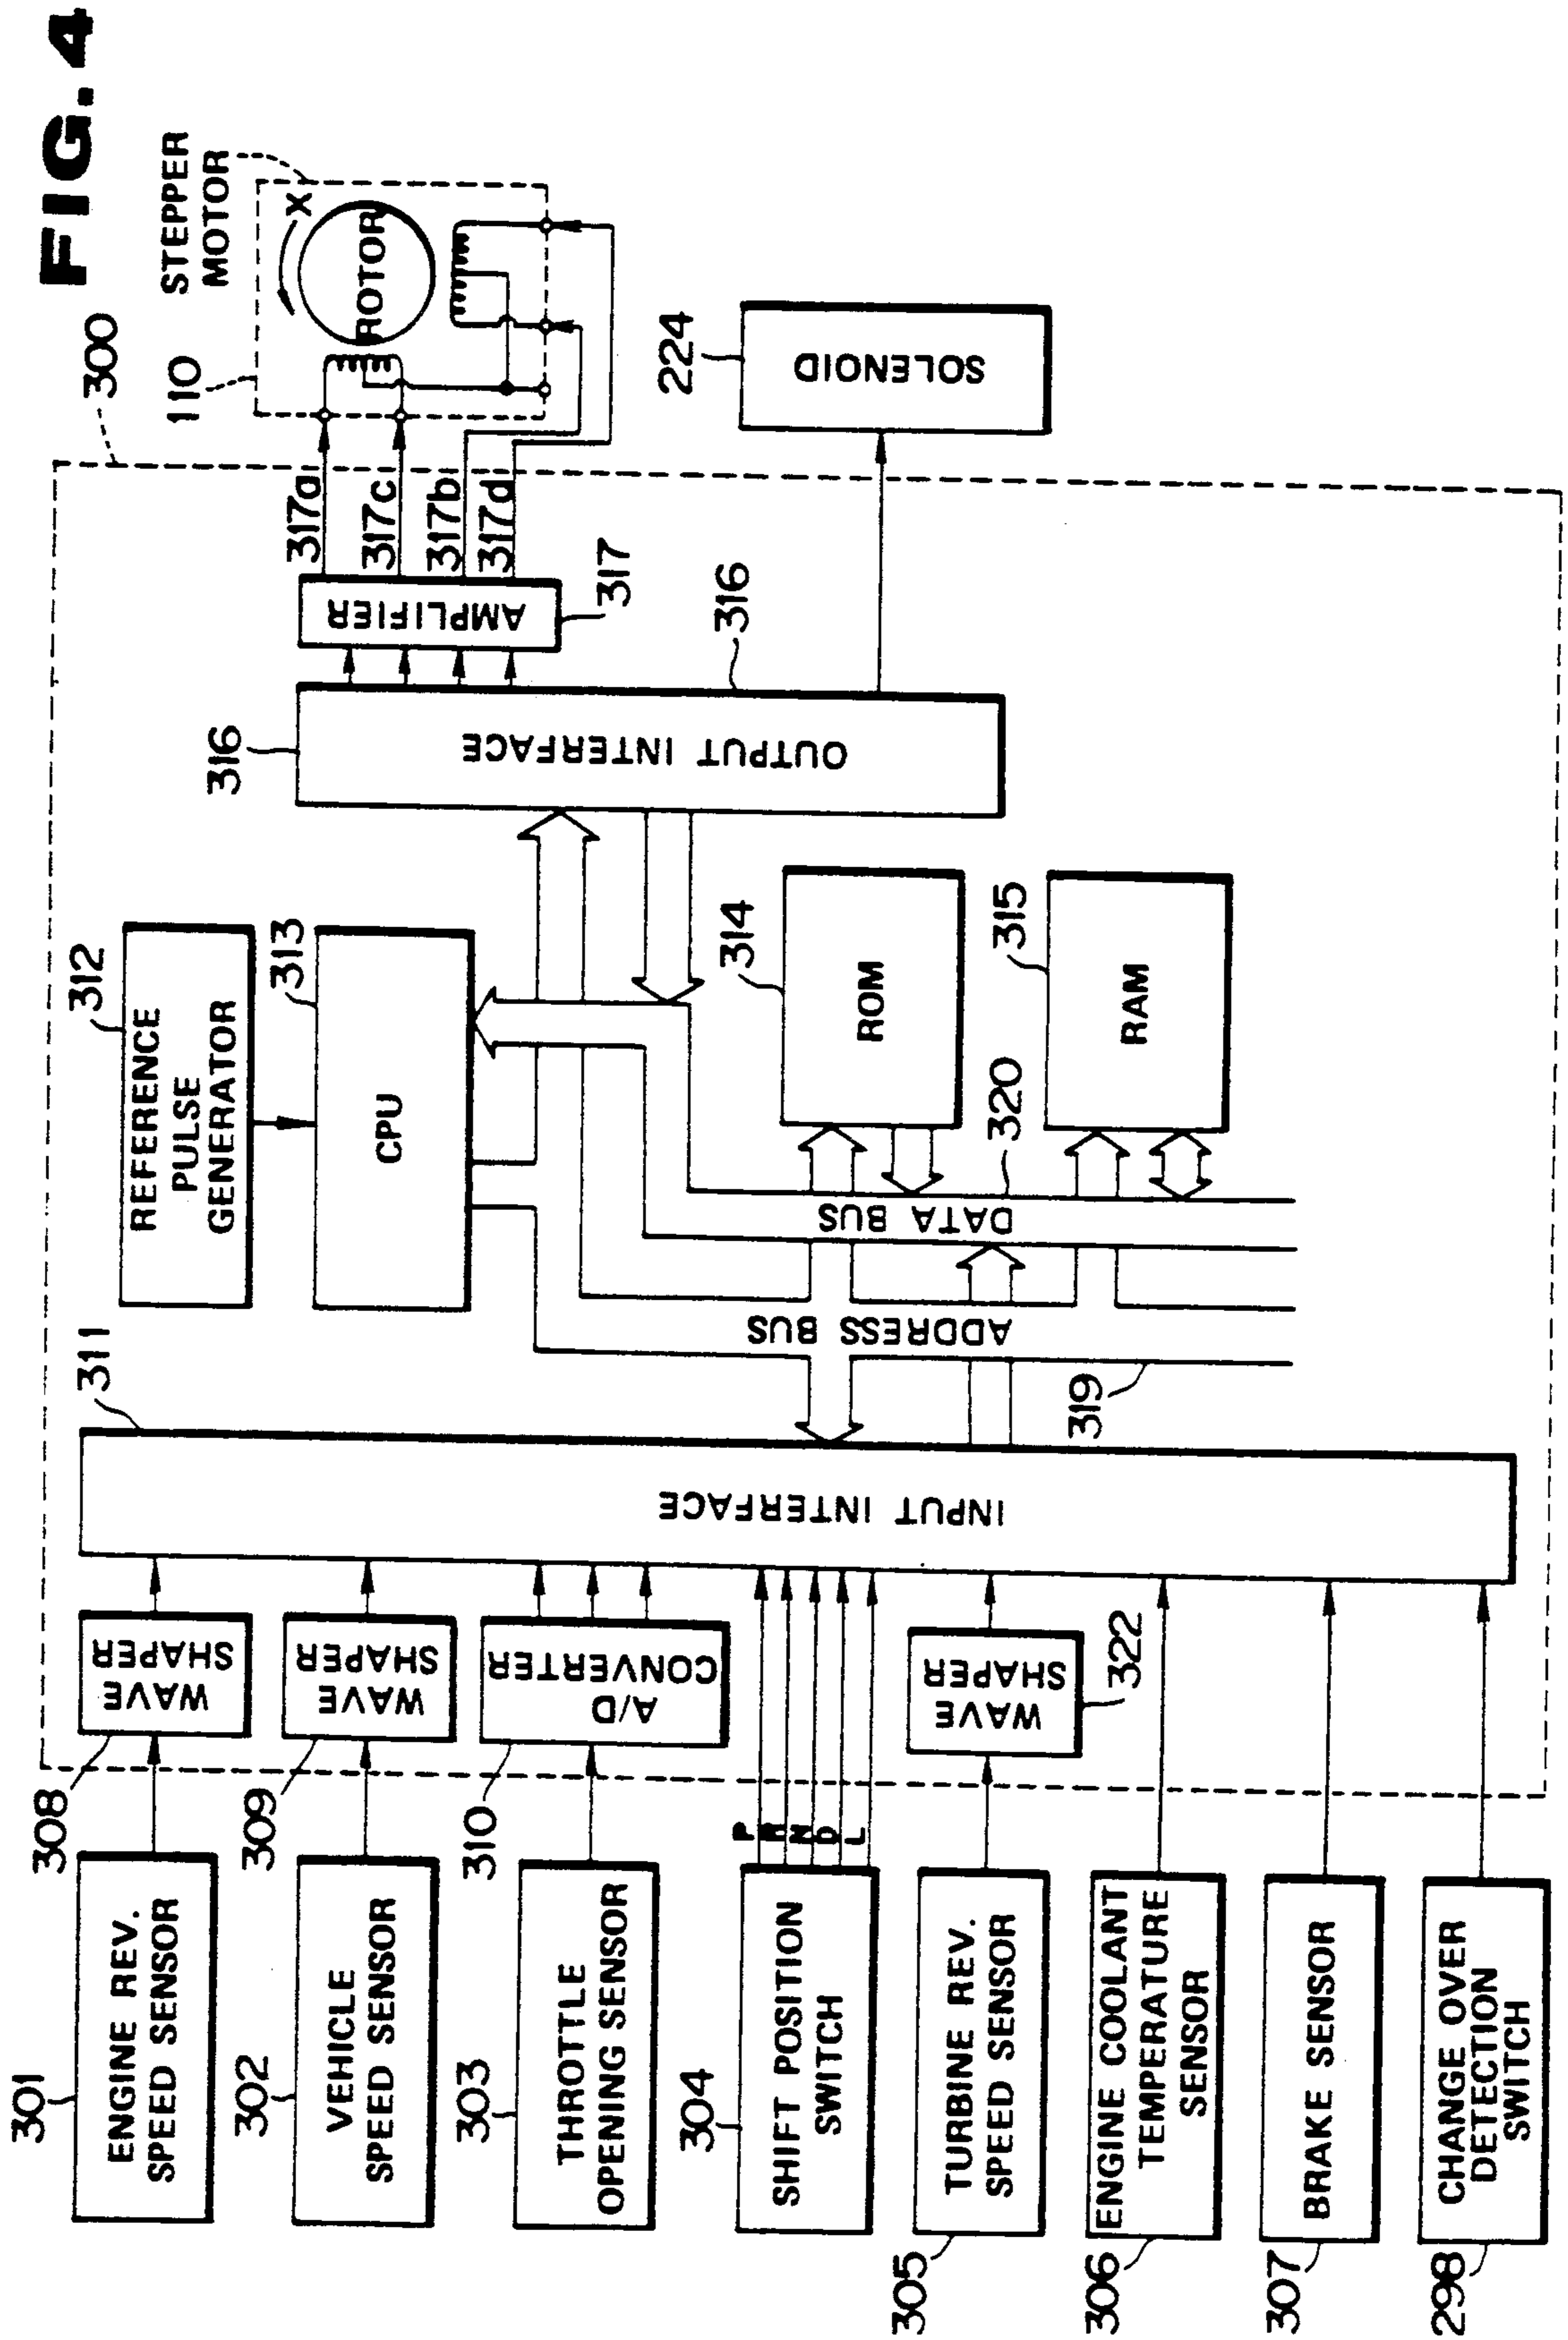 FIG. 4
301
ENGINE REV.
SPEED SENSOR
302
VEHICLE
SPEED SENSOR
303
THROTTLE
OPENING SENSOR
304
SHIFT POSITION
SWITCH
305
TURBINE REV.
SPEED SENSOR
306
ENGINE COOLANT
TEMPERATURE
SENSOR
307
BRAKE SENSOR
298
CHANGE OVER
DETECTION
SWITCH
308
WAVE
SHAPER
309
WAVE
SHAPER
310
A/D
CONVERTER
P
R
N
D
L
WAVE
SHAPER
322
311
INPUT INTERFACE
312
REFERENCE
PULSE
GENERATOR
313
CPU
ADDRESS BUS
319
DATA BUS
320
314
ROM
315
RAM
316
OUTPUT INTERFACE
316
AMPLIFIER
317
317a
317c
317b
317d
300
110
STEPPER
MOTOR
X
ROTOR
224
SOLENOID